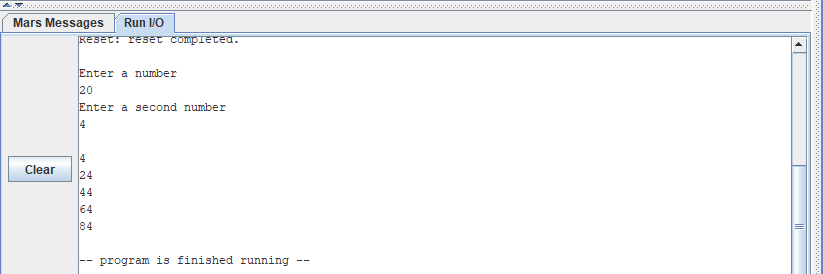 Mars Messages Run I/O
Reset: reset completed.
Enter a number
20
Enter a second number
4
4
Clear
24
44
64
84
-- program is finished running --